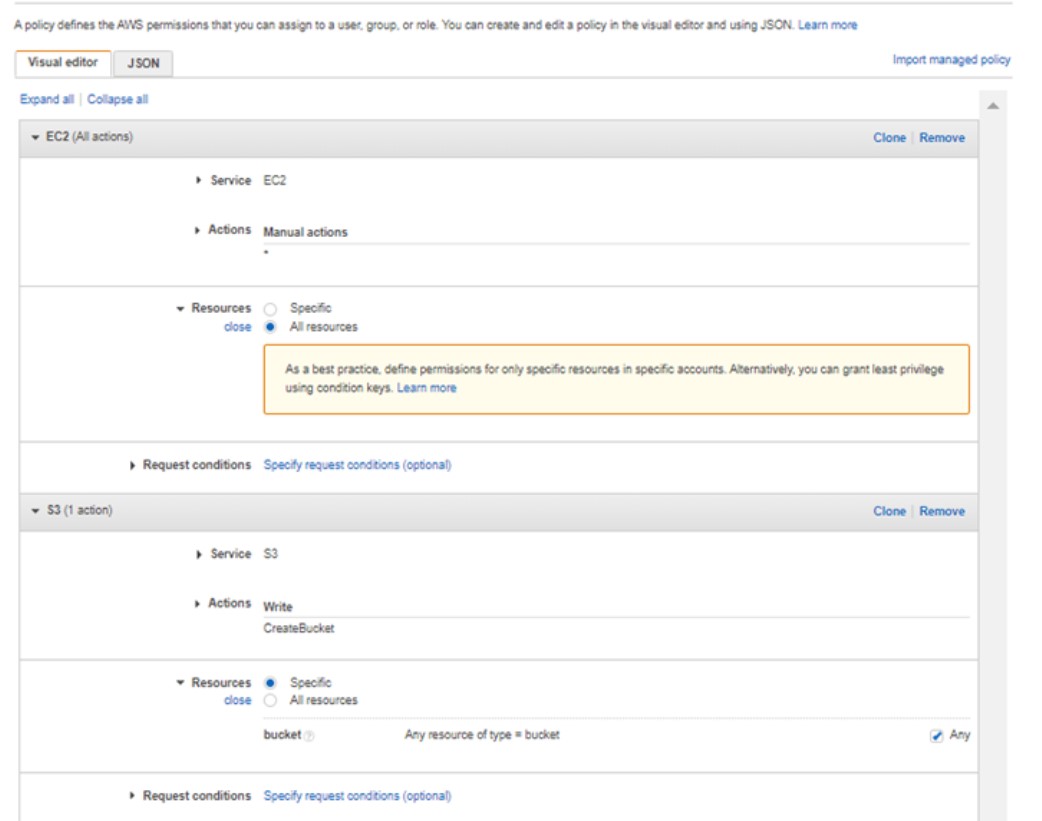 A policy defines the AWS permissions that you can assign to a user, group, or role. You can create and edit a policy in the visual editor and using JSON. Learn more
Visual editor JSON Import managed policy
Expand all | Collapse all
EC2 (All actions) Clone | Remove
Service EC2
Actions Manual actions
*
Resources Specific
close All resources
As a best practice, define permissions for only specific resources in specific accounts. Alternatively, you can grant least privilege
using condition keys. Learn more
Request conditions Specify request conditions (optional)
S3 (1 action) Clone | Remove
Service S3
Actions Write
CreateBucket
Resources Specific
close All resources
bucket ? Any resource of type = bucket Any
Request conditions Specify request conditions (optional)